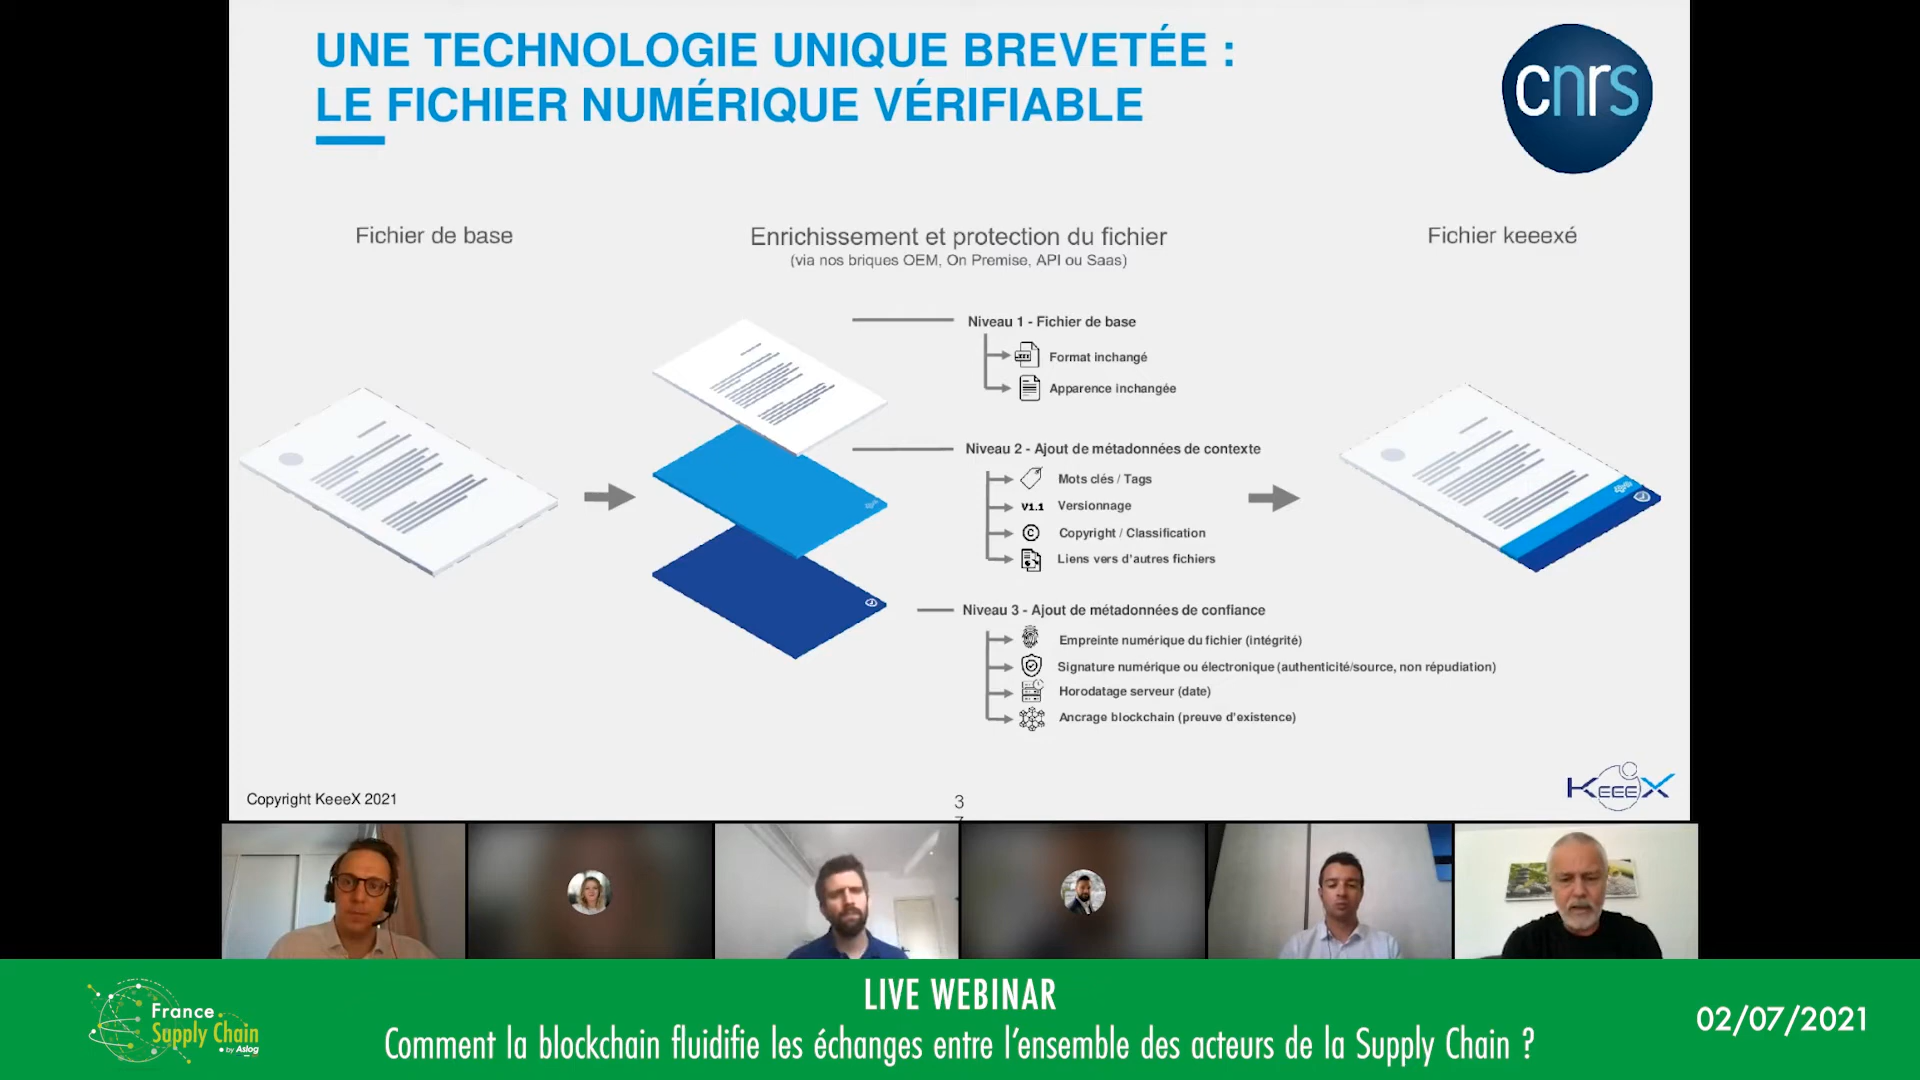 UNE TECHNOLOGIE UNIQUE BREVETÉE :
LE FICHIER NUMÉRIQUE VÉRIFIABLE
cnrs
Fichier de base
Enrichissement et protection du fichier
(via nos briques OEM, On Premise, API ou Saas)
Fichier keeexé
Niveau 1 - Fichier de base
Format inchangé
Apparence inchangée
Niveau 2 - Ajout de métadonnées de contexte
Mots clés / Tags
V1.1 Versionnage
© Copyright / Classification
Liens vers d'autres fichiers
Niveau 3 - Ajout de métadonnées de confiance
Empreinte numérique du fichier (intégrité)
Signature numérique ou électronique (authenticité/source, non répudiation)
Horodatage serveur (date)
Ancrage blockchain (preuve d'existence)
Copyright KeeeX 2021
3
KEEEX
LIVE WEBINAR
Comment la blockchain fluidifie les échanges entre l'ensemble des acteurs de la Supply Chain ?
France
Supply Chain
by Aslog
02/07/2021